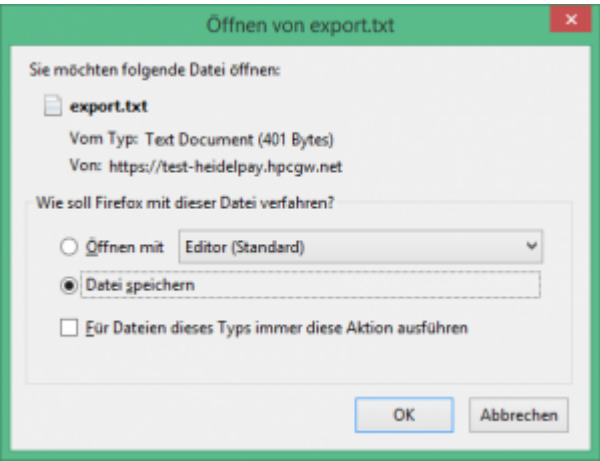 Öffnen von export.txt
Sie möchten folgende Datei öffnen:
export.txt
Vom Typ: Text Document (401 Bytes)
Von: https://test-heidelpay.hpcgw.net
Wie soll Firefox mit dieser Datei verfahren?
Öffnen mit Editor (Standard)
Datei speichern
Für Dateien dieses Typs immer diese Aktion ausführen
OK Abbrechen